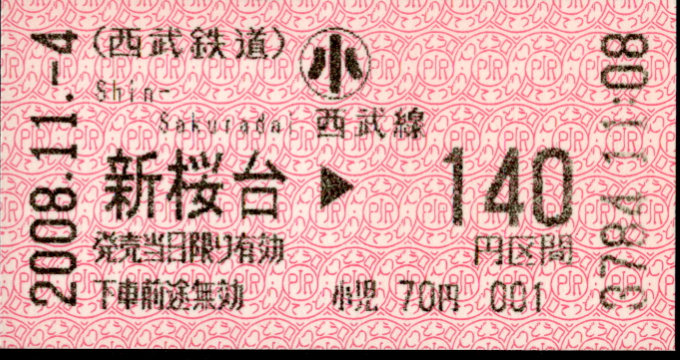 2008.11.-4
(西武鉄道) 小
Shin-
Sakuradai 西武線
新桜台 ▶ 140
発売当日限り有効 円区間
下車前途無効 小児 70円 001
0784 11:08